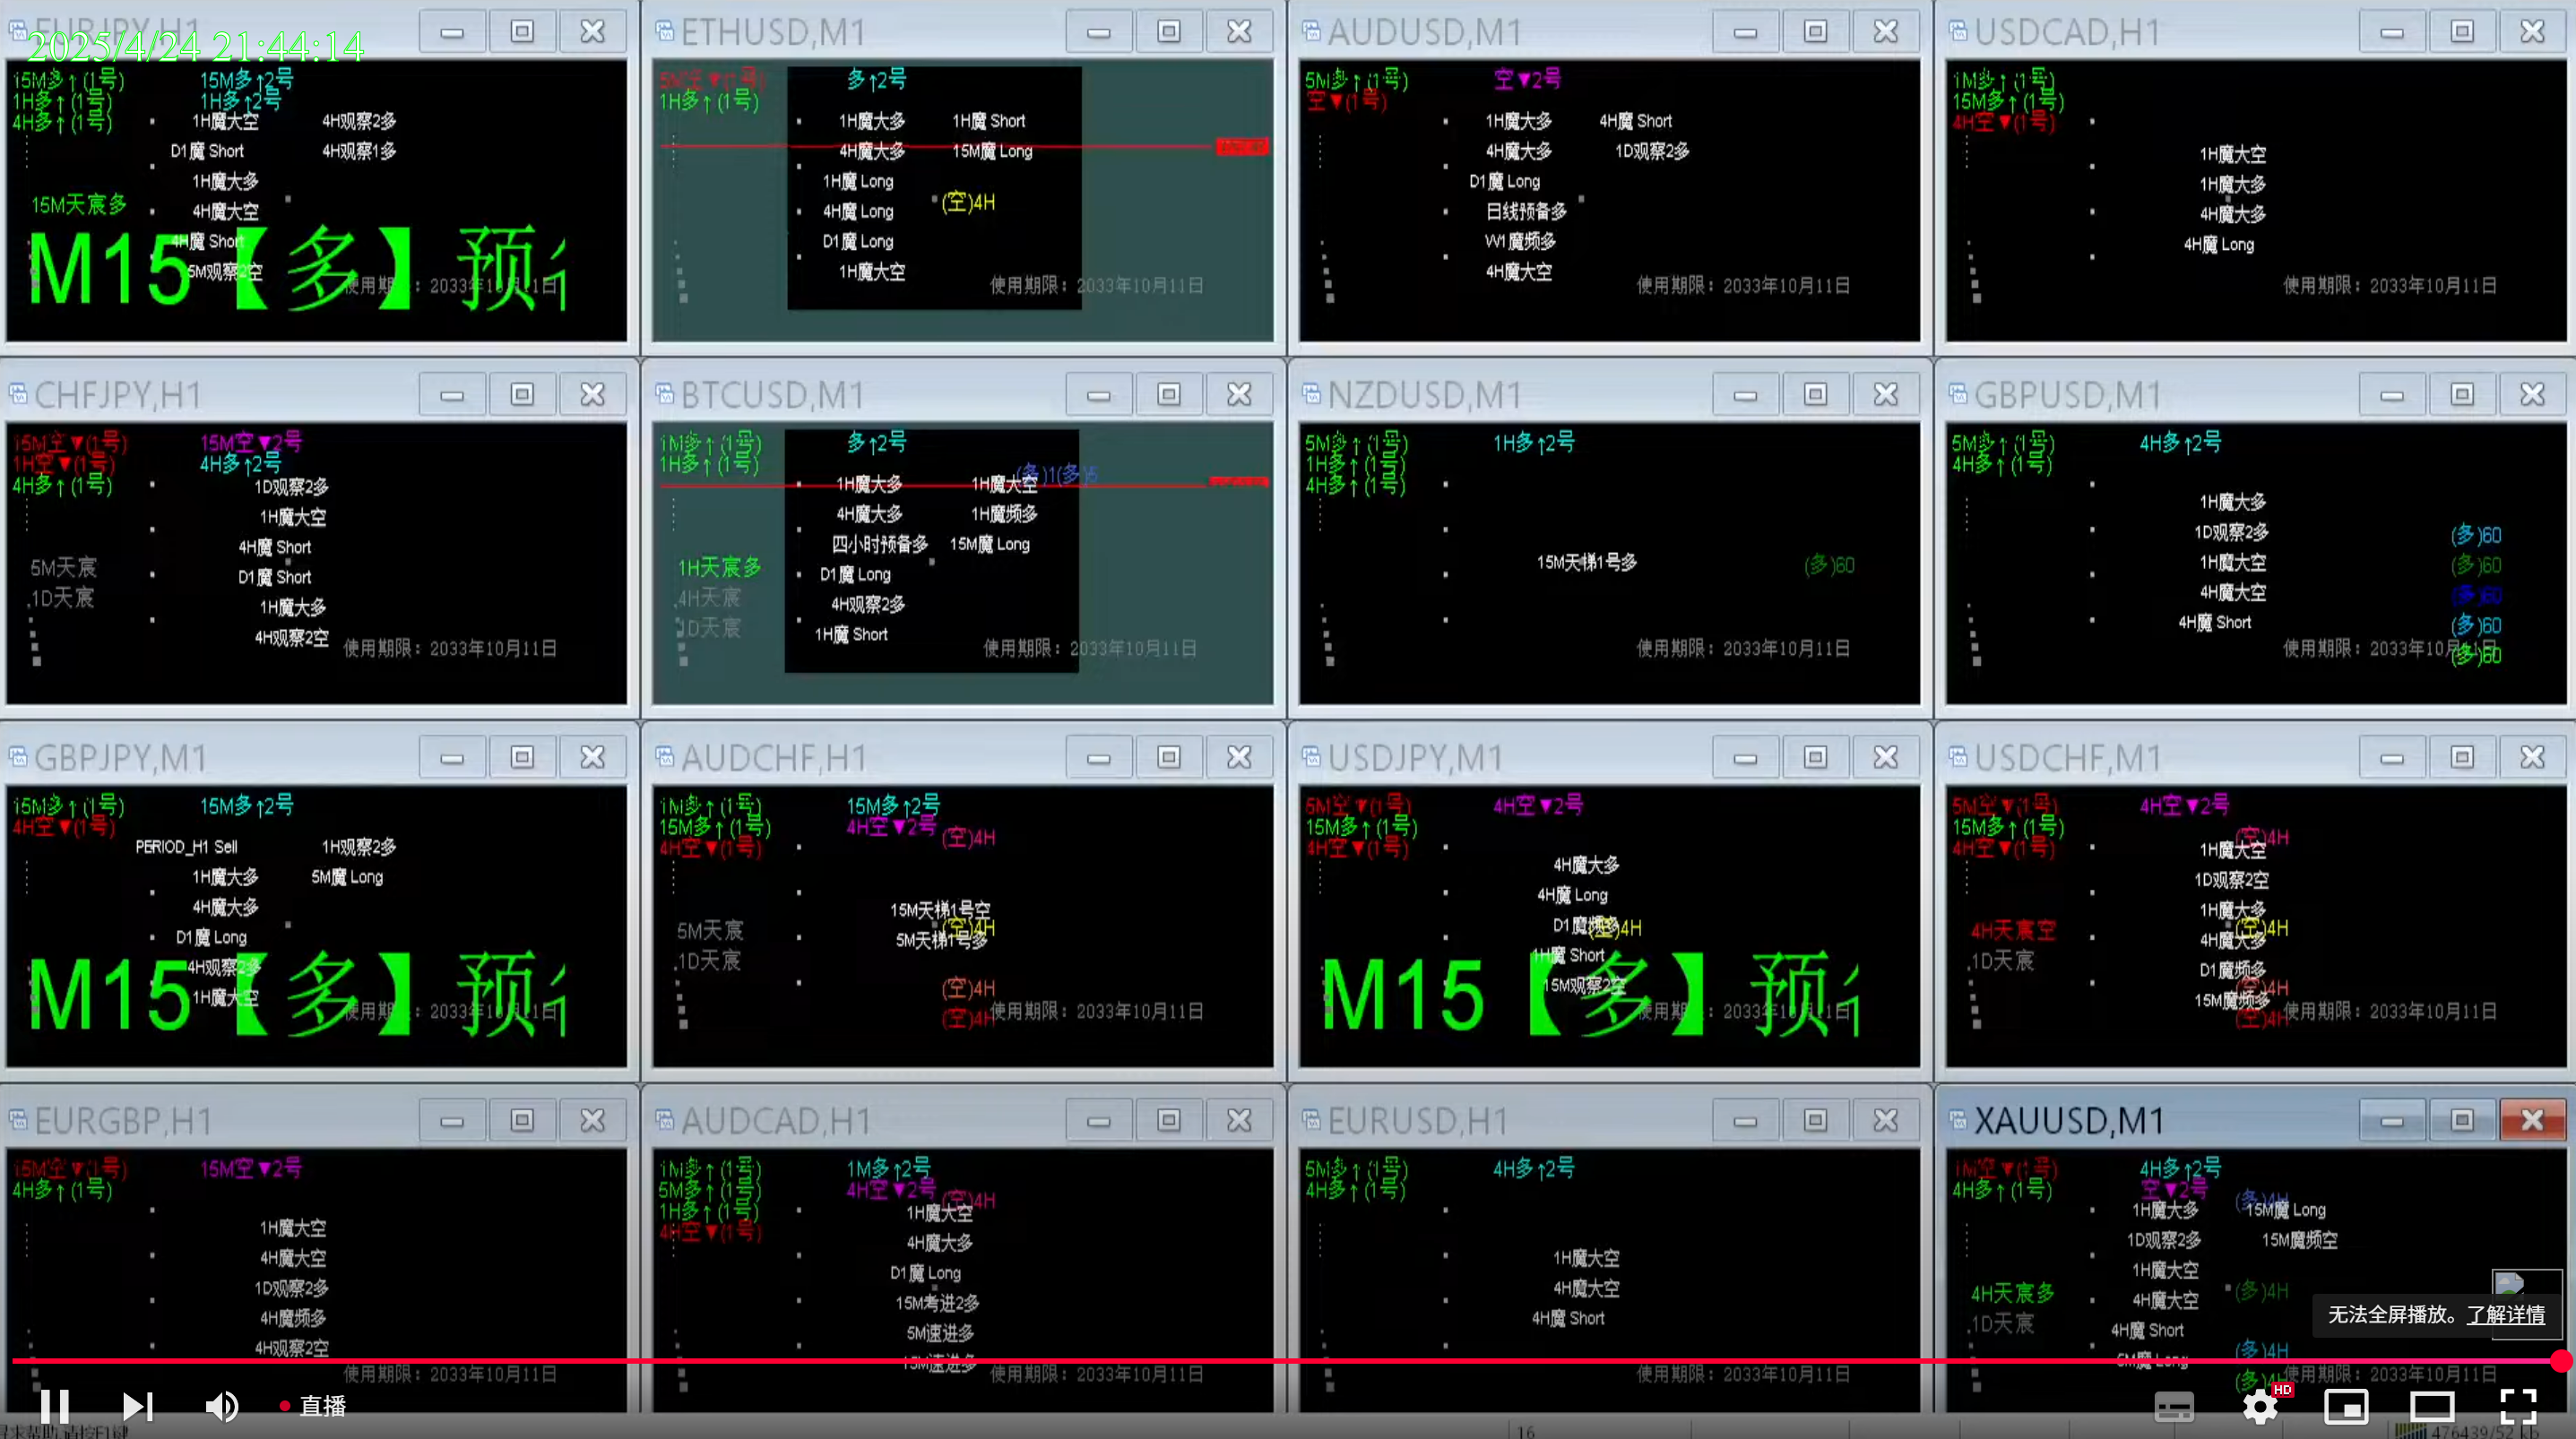 EURJPY,H1
2025/4/24 21:44:14
15M多↑(1号) 15M多↑2号
1H多↑(1号) 1H多↑2号
4H多↑(1号)
1H魔大空 4H观察2多
D1魔 Short 4H观察1多
1H魔大多
15M天宸多
4H魔大空
4H魔 Short
5M观察2空
M15【多】预
使用期限：2033年10月11日
ETHUSD,M1
5M空▼(1号) 多↑2号
1H多↑(1号)
1H魔大多 1H魔 Short
4H魔大多 15M魔 Long
1H魔 Long
4H魔 Long (空)4H
D1魔 Long
1H魔大空
使用期限：2033年10月11日
AUDUSD,M1
5M多↑(1号) 空▼2号
空▼(1号)
1H魔大多 4H魔 Short
4H魔大多 1D观察2多
D1魔 Long
日线预备多
W1魔频多
4H魔大空
使用期限：2033年10月11日
USDCAD,H1
1M多↑(1号)
15M多↑(1号)
4H空▼(1号)
1H魔大空
1H魔大多
4H魔大多
4H魔 Long
使用期限：2033年10月11日
CHFJPY,H1
15M空▼(1号) 15M空▼2号
1H空▼(1号) 4H多↑2号
4H多↑(1号)
1D观察2多
1H魔大空
4H魔 Short
5M天宸
D1魔 Short
1D天宸
1H魔大多
4H观察2空
使用期限：2033年10月11日
BTCUSD,M1
1M多↑(1号) 多↑2号
1H多↑(1号)
(多)1(多)5
1H魔大多 1H魔大空
4H魔大多 1H魔频多
四小时预备多 15M魔 Long
1H天宸多
D1魔 Long
4H天宸
4H观察2多
1D天宸
1H魔 Short
使用期限：2033年10月11日
NZDUSD,M1
5M多↑(1号) 1H多↑2号
1H多↑(1号)
4H多↑(1号)
15M天梯1号多 (多)60
使用期限：2033年10月11日
GBPUSD,M1
5M多↑(1号) 4H多↑2号
4H多↑(1号)
1H魔大多
1D观察2多 (多)60
1H魔大空 (多)60
4H魔大空 (多)60
4H魔 Short (多)60
使用期限：2033年10月11日
(多)60
GBPJPY,M1
15M多↑(1号) 15M多↑2号
4H空▼(1号)
PERIOD_H1 Sell 1H观察2多
1H魔大多 5M魔 Long
4H魔大多
D1魔 Long
4H观察2多
1H魔大空
M15【多】预
使用期限：2033年10月11日
AUDCHF,H1
1M多↑(1号) 15M多↑2号
15M多↑(1号) 4H空▼2号 (空)4H
4H空▼(1号)
15M天梯1号空
(空)4H
5M天梯1号多
5M天宸
1D天宸
(空)4H
(空)4H
使用期限：2033年10月11日
USDJPY,M1
5M空▼(1号) 4H空▼2号
15M多↑(1号)
4H空▼(1号)
4H魔大多
4H魔 Long
D1魔频多 (空)4H
1H魔 Short
15M观察2空
M15【多】预
使用期限：2033年10月11日
USDCHF,M1
5M空▼(1号) 4H空▼2号
15M多↑(1号) (空)4H
4H空▼(1号) 1H魔大空
1D观察2空
1H魔大多
4H天宸空 (空)4H
4H魔大多
1D天宸
D1魔频多
(空)4H
15M魔频多
(空)4H
使用期限：2033年10月11日
EURGBP,H1
15M空▼(1号) 15M空▼2号
4H多↑(1号)
1H魔大空
4H魔大空
1D观察2多
4H魔频多
4H观察2空
使用期限：2033年10月11日
AUDCAD,H1
1M多↑(1号) 1M多↑2号
5M多↑(1号) 4H空▼2号 (空)4H
1H多↑(1号) 1H魔大空
4H空▼(1号)
4H魔大多
D1魔 Long
15M考进2多
5M速进多
15M速进多
使用期限：2033年10月11日
EURUSD,H1
5M多↑(1号) 4H多↑2号
4H多↑(1号)
1H魔大空
4H魔大空
4H魔 Short
使用期限：2033年10月11日
XAUUSD,M1
1M空▼(1号) 4H多↑2号
4H多↑(1号) 空▼2号 (多)4H
1H魔大多 15M魔 Long
1D观察2多 15M魔频空
1H魔大空
4H天宸多 4H魔大空 (多)4H
1D天宸
4H魔 Short
(多)4H
5M魔 Long
(多)4H
使用期限：2033年10月11日
无法全屏播放。了解详情
直播
HD
寻求帮助,请按F1键
16
476439/52 kb